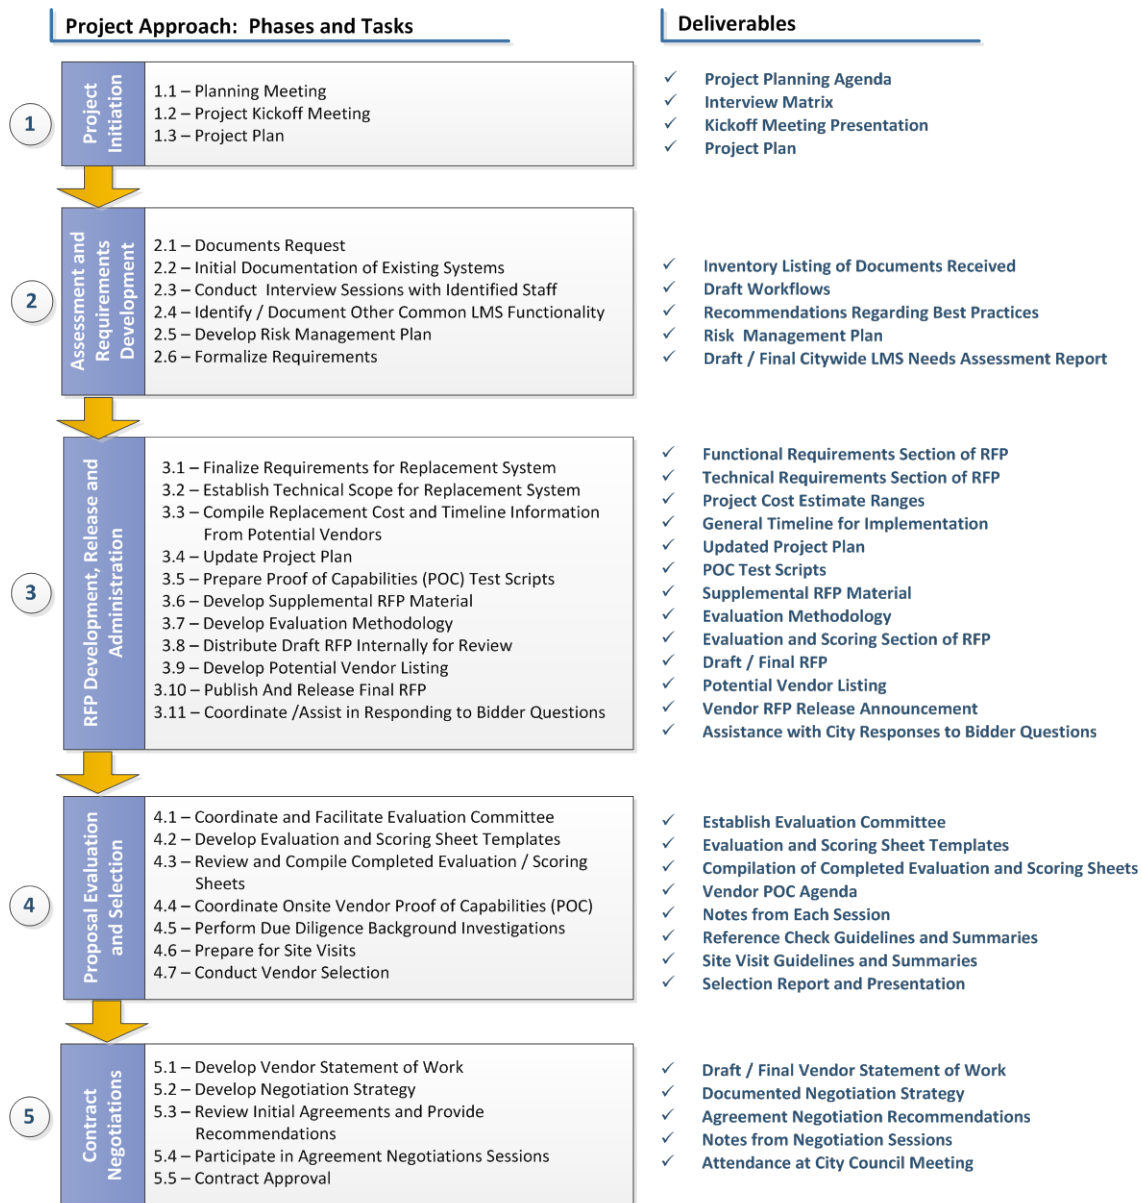 Project Approach:  Phases and Tasks
Deliverables
1
Project
Initiation
1.1 – Planning Meeting
1.2 – Project Kickoff Meeting
1.3 – Project Plan
✓ Project Planning Agenda
✓ Interview Matrix
✓ Kickoff Meeting Presentation
✓ Project Plan
2
Assessment and
Requirements
Development
2.1 – Documents Request
2.2 – Initial Documentation of Existing Systems
2.3 – Conduct  Interview Sessions with Identified Staff
2.4 – Identify / Document Other Common LMS Functionality
2.5 – Develop Risk Management Plan
2.6 – Formalize Requirements
✓ Inventory Listing of Documents Received
✓ Draft Workflows
✓ Recommendations Regarding Best Practices
✓ Risk  Management Plan
✓ Draft / Final Citywide LMS Needs Assessment Report
3
RFP Development, Release and
Administration
3.1 – Finalize Requirements for Replacement System
3.2 – Establish Technical Scope for Replacement System
3.3 – Compile Replacement Cost and Timeline Information
From Potential Vendors
3.4 – Update Project Plan
3.5 – Prepare Proof of Capabilities (POC) Test Scripts
3.6 – Develop Supplemental RFP Material
3.7 – Develop Evaluation Methodology
3.8 – Distribute Draft RFP Internally for Review
3.9 – Develop Potential Vendor Listing
3.10 – Publish And Release Final RFP
3.11 – Coordinate /Assist in Responding to Bidder Questions
✓ Functional Requirements Section of RFP
✓ Technical Requirements Section of RFP
✓ Project Cost Estimate Ranges
✓ General Timeline for Implementation
✓ Updated Project Plan
✓ POC Test Scripts
✓ Supplemental RFP Material
✓ Evaluation Methodology
✓ Evaluation and Scoring Section of RFP
✓ Draft / Final RFP
✓ Potential Vendor Listing
✓ Vendor RFP Release Announcement
✓ Assistance with City Responses to Bidder Questions
4
Proposal Evaluation
and Selection
4.1 – Coordinate and Facilitate Evaluation Committee
4.2 – Develop Evaluation and Scoring Sheet Templates
4.3 – Review and Compile Completed Evaluation / Scoring
Sheets
4.4 – Coordinate Onsite Vendor Proof of Capabilities (POC)
4.5 – Perform Due Diligence Background Investigations
4.6 – Prepare for Site Visits
4.7 – Conduct Vendor Selection
✓ Establish Evaluation Committee
✓ Evaluation and Scoring Sheet Templates
✓ Compilation of Completed Evaluation and Scoring Sheets
✓ Vendor POC Agenda
✓ Notes from Each Session
✓ Reference Check Guidelines and Summaries
✓ Site Visit Guidelines and Summaries
✓ Selection Report and Presentation
5
Contract
Negotiations
5.1 – Develop Vendor Statement of Work
5.2 – Develop Negotiation Strategy
5.3 – Review Initial Agreements and Provide
Recommendations
5.4 – Participate in Agreement Negotiations Sessions
5.5 – Contract Approval
✓ Draft / Final Vendor Statement of Work
✓ Documented Negotiation Strategy
✓ Agreement Negotiation Recommendations
✓ Notes from Negotiation Sessions
✓ Attendance at City Council Meeting